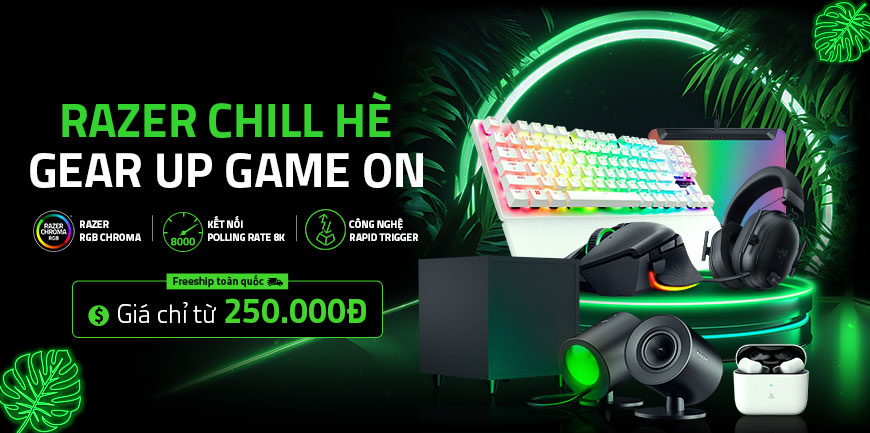 RAZER CHILL HÈ
GEAR UP GAME ON
RAZER
CHROMA
RGB
RAZER
RGB CHROMA
8000
KẾT NỐI
POLLING RATE 8K
CÔNG NGHỆ
RAPID TRIGGER
Freeship toàn quốc
$ Giá chỉ từ 250.000Đ